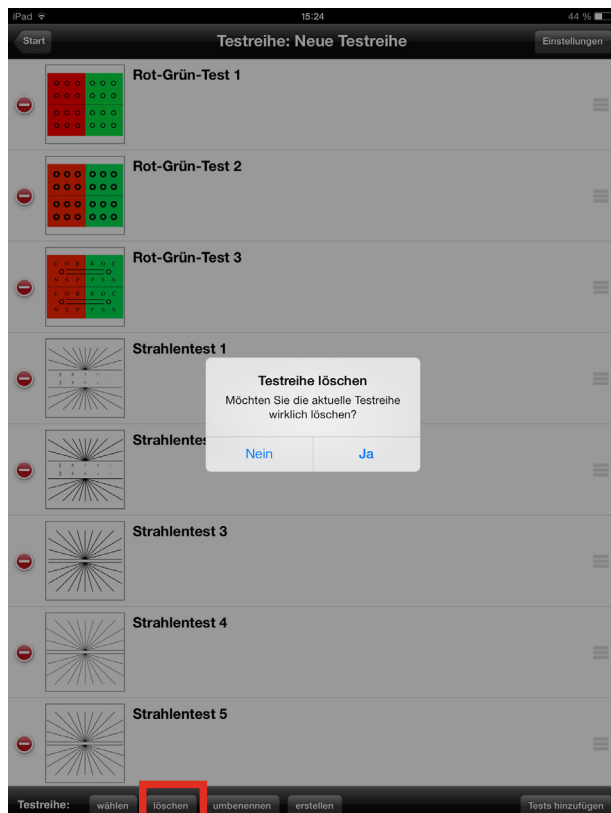 iPad 15:24 44 %
Start Testreihe: Neue Testreihe Einstellungen
Rot-Grün-Test 1
Rot-Grün-Test 2
Rot-Grün-Test 3
C O R R O C
N S P P S N
C O R R O C
N S P P S N
Strahlentest 1
Testreihe löschen
Möchten Sie die aktuelle Testreihe
wirklich löschen?
Nein Ja
Strahlentest 3
Strahlentest 4
Strahlentest 5
Testreihe: wählen löschen umbenennen erstellen Tests hinzufügen